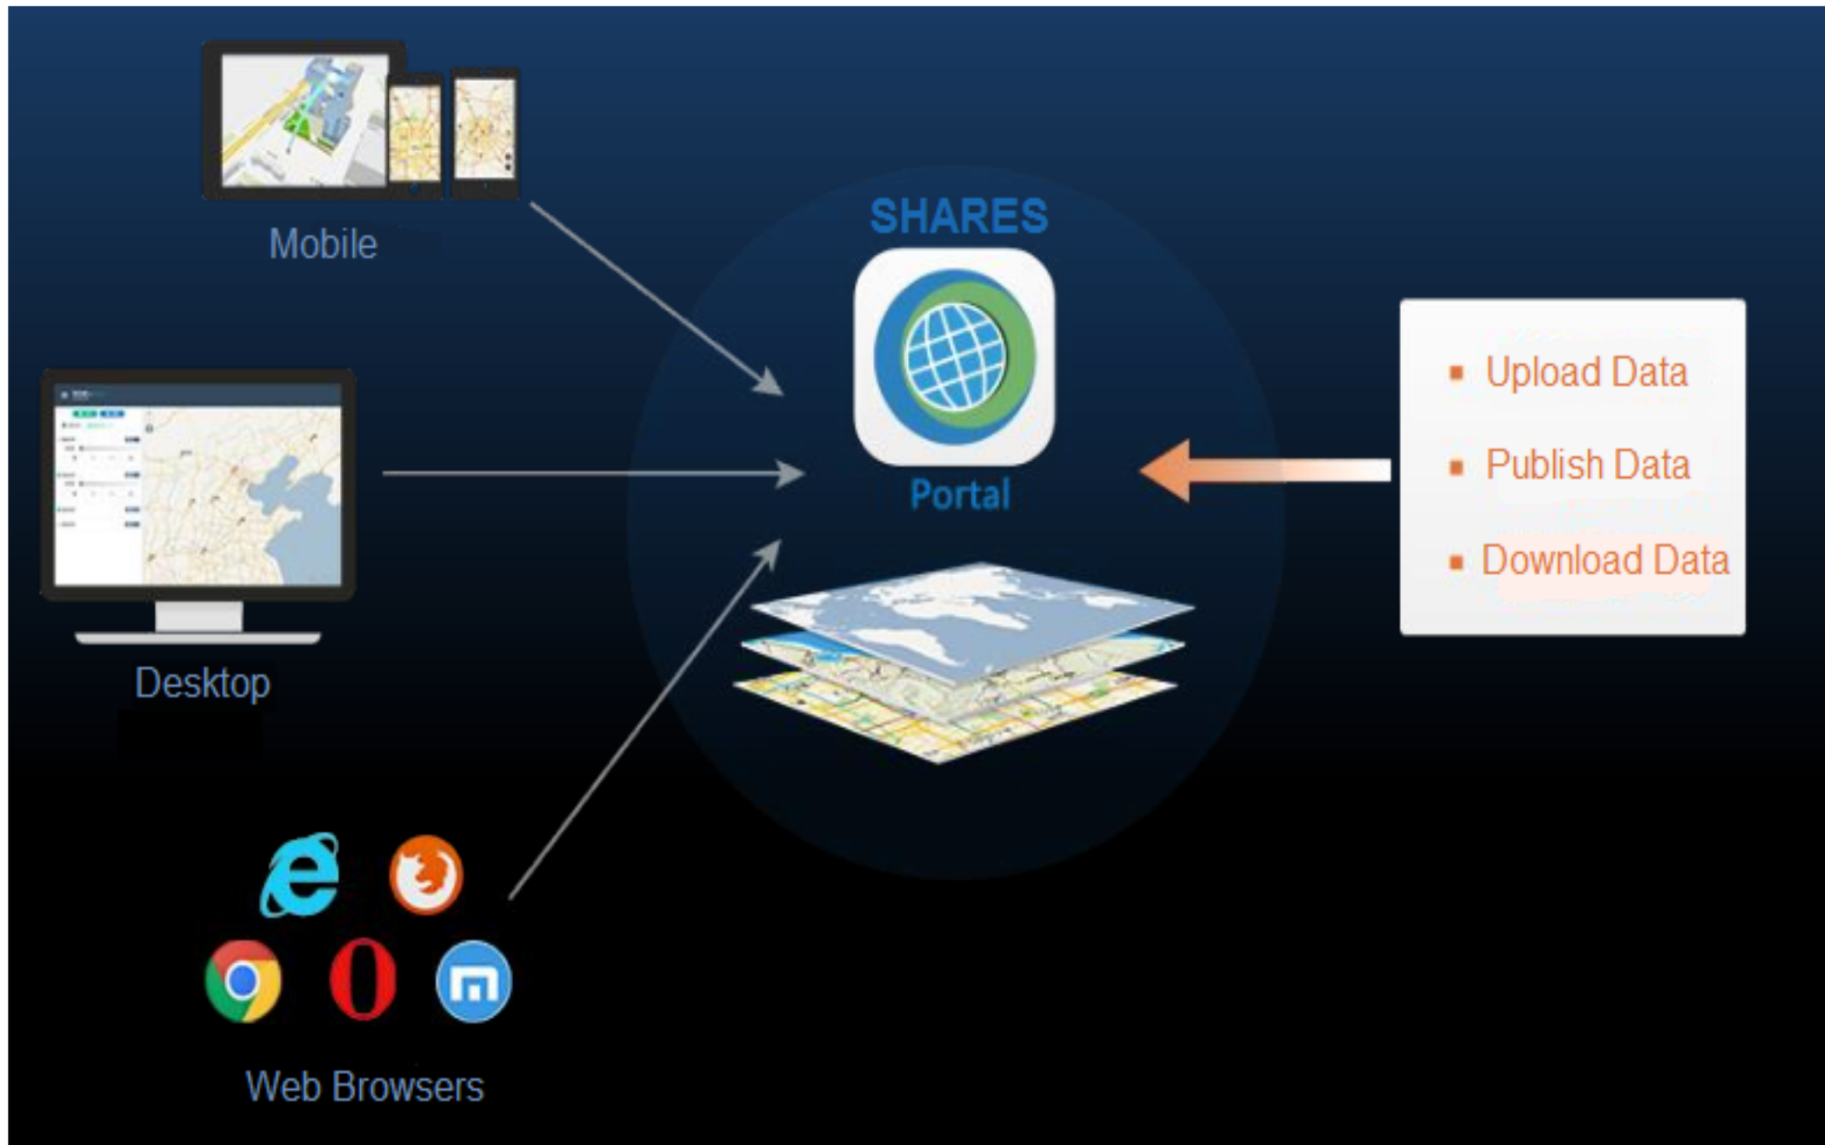 Mobile
SHARES
Portal
Desktop
Web Browsers
Upload Data
Publish Data
Download Data